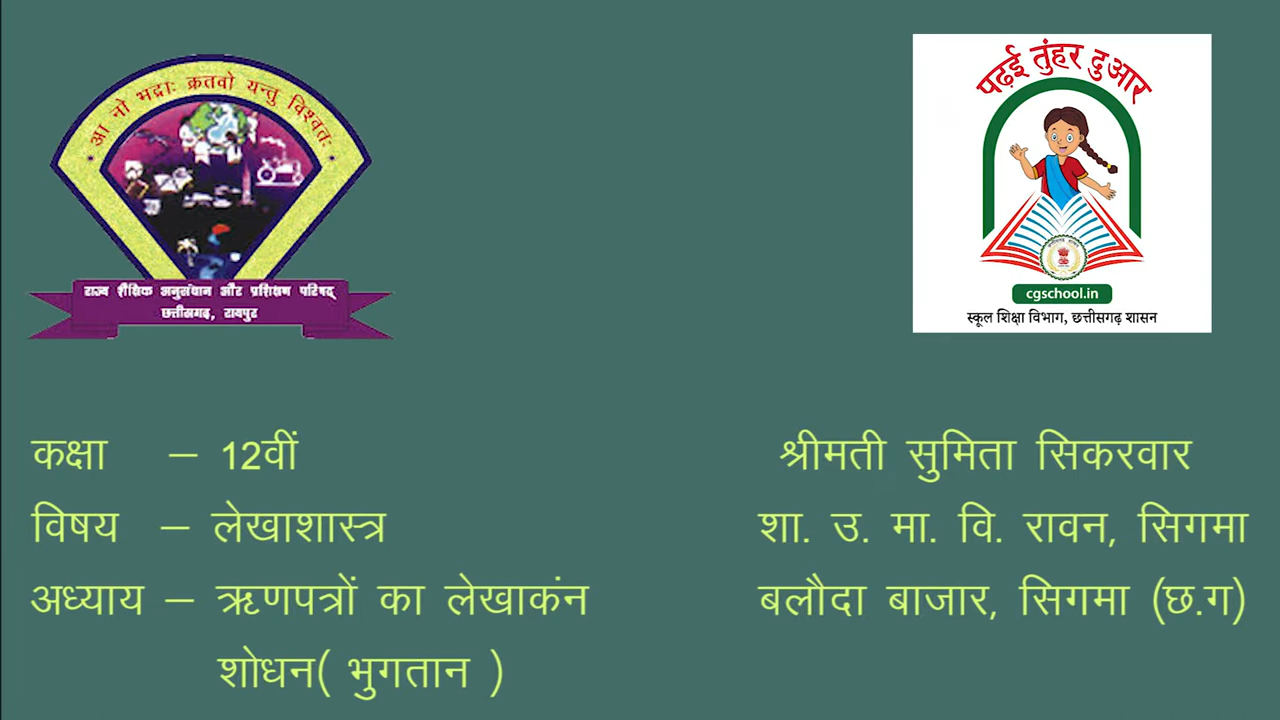 आ नो भद्राः क्रतवो यन्तु विश्वतः
राज्य शैक्षिक अनुसंधान और प्रशिक्षण परिषद्
छत्तीसगढ़, रायपुर
पढ़ई तुंहर दुआर
cgschool.in
स्कूल शिक्षा विभाग, छत्तीसगढ़ शासन
कक्षा – 12वीं
विषय – लेखाशास्त्र
अध्याय – ऋणपत्रों का लेखाकंन
शोधन( भुगतान )
श्रीमती सुमिता सिकरवार
शा. उ. मा. वि. रावन, सिगमा
बलौदा बाजार, सिगमा (छ.ग)